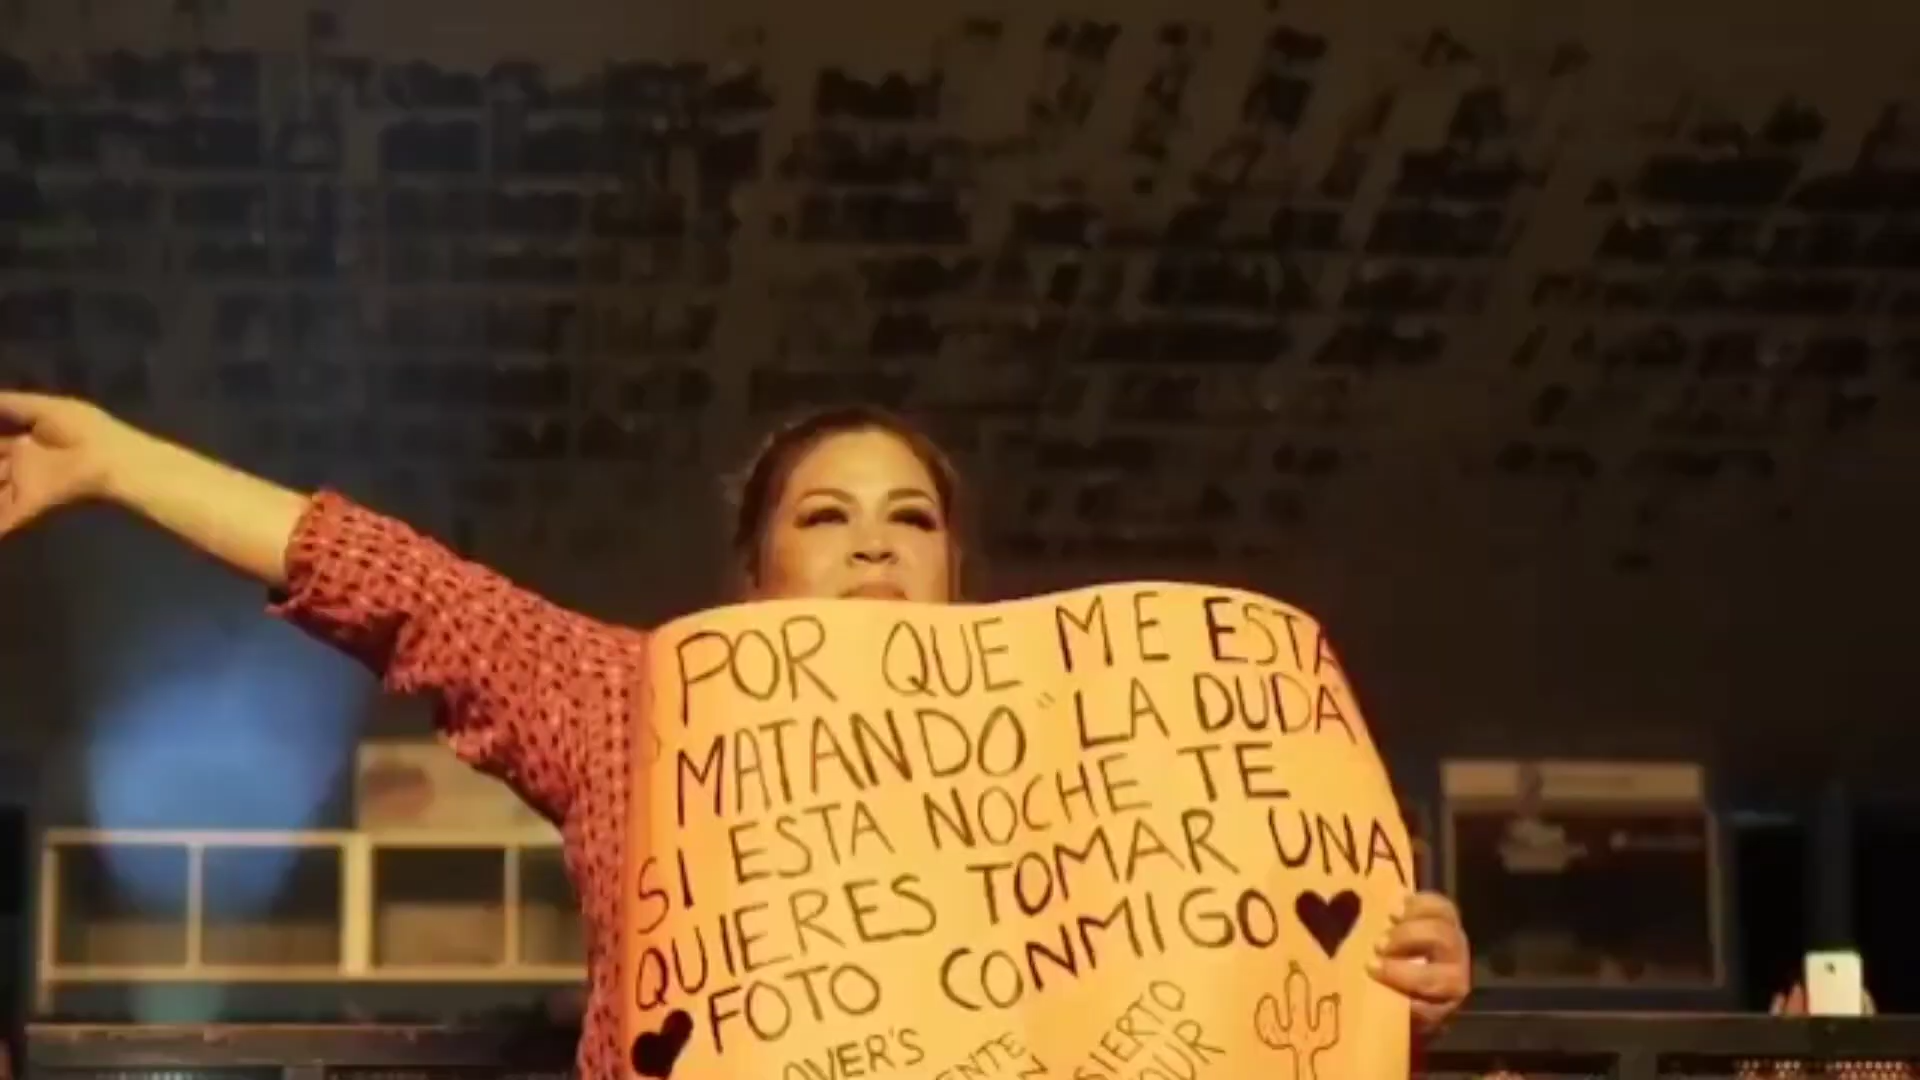 POR QUE ME ESTA
MATANDO "LA DUDA"
SI ESTA NOCHE TE
QUIERES TOMAR UNA
FOTO CONMIGO